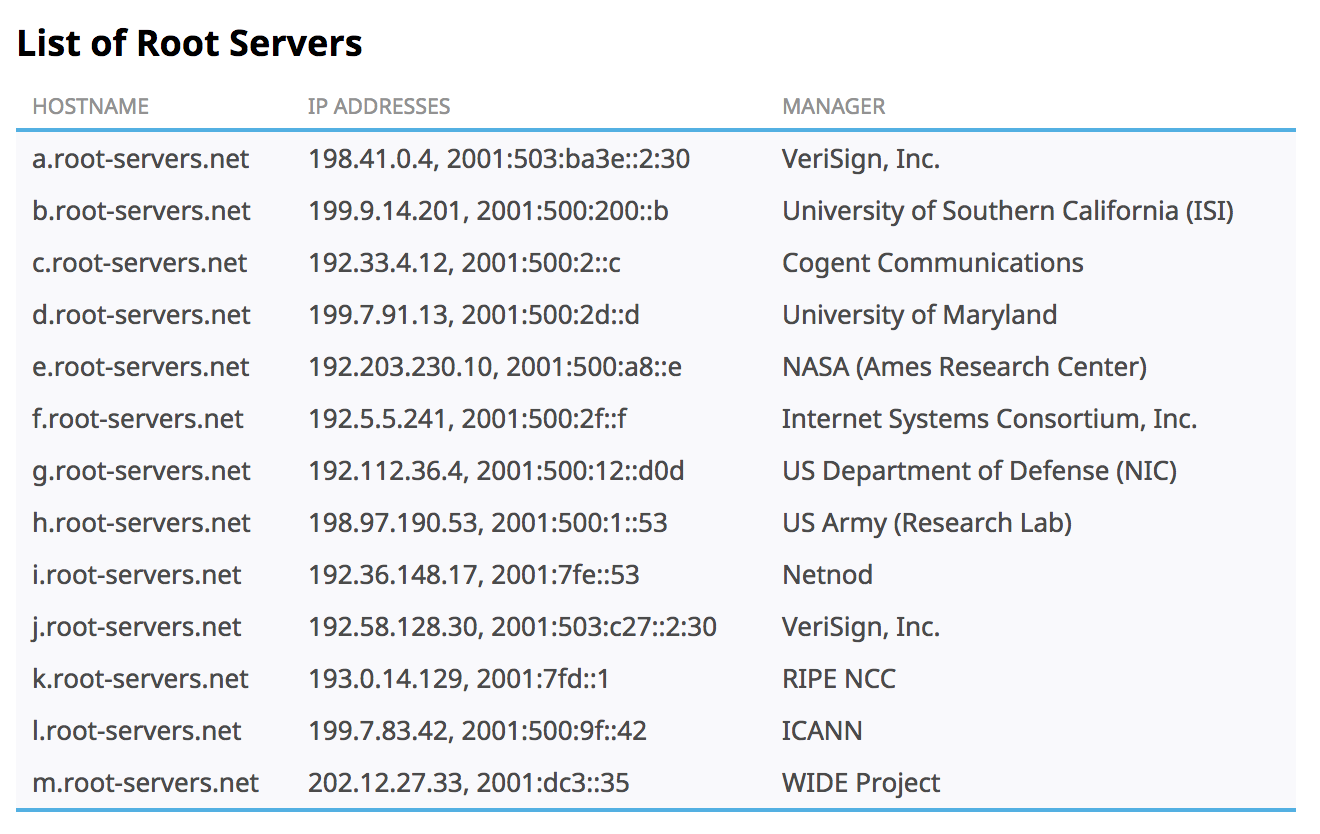 List of Root Servers
HOSTNAME IP ADDRESSES MANAGER
a.root-servers.net 198.41.0.4, 2001:503:ba3e::2:30 VeriSign, Inc.
b.root-servers.net 199.9.14.201, 2001:500:200::b University of Southern California (ISI)
c.root-servers.net 192.33.4.12, 2001:500:2::c Cogent Communications
d.root-servers.net 199.7.91.13, 2001:500:2d::d University of Maryland
e.root-servers.net 192.203.230.10, 2001:500:a8::e NASA (Ames Research Center)
f.root-servers.net 192.5.5.241, 2001:500:2f::f Internet Systems Consortium, Inc.
g.root-servers.net 192.112.36.4, 2001:500:12::d0d US Department of Defense (NIC)
h.root-servers.net 198.97.190.53, 2001:500:1::53 US Army (Research Lab)
i.root-servers.net 192.36.148.17, 2001:7fe::53 Netnod
j.root-servers.net 192.58.128.30, 2001:503:c27::2:30 VeriSign, Inc.
k.root-servers.net 193.0.14.129, 2001:7fd::1 RIPE NCC
l.root-servers.net 199.7.83.42, 2001:500:9f::42 ICANN
m.root-servers.net 202.12.27.33, 2001:dc3::35 WIDE Project